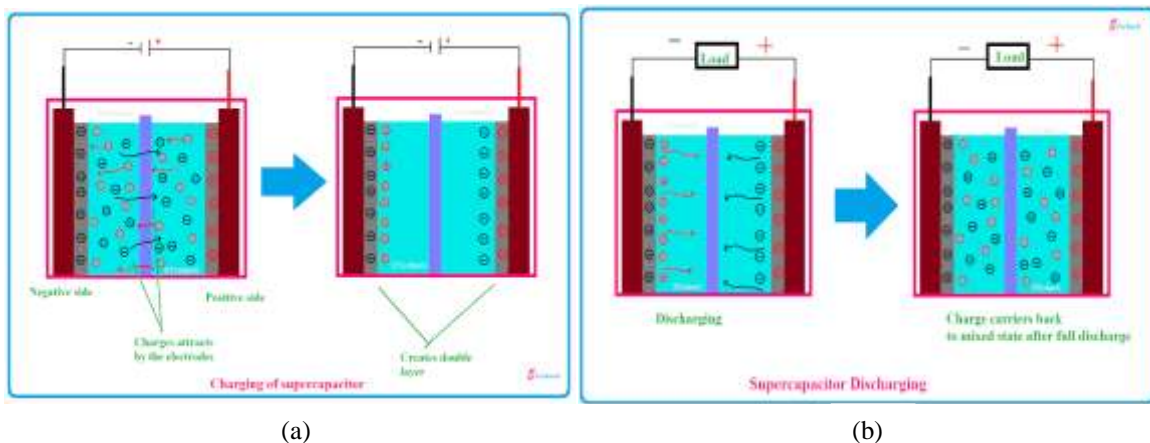 - +
- +
Negative side
Positive side
Charges attracts
by the electrodes
Creates double
layer
Charging of supercapacitor
- Load +
- Load +
Discharging
Charge carriers back
to mixed state after full discharge
Supercapacitor Discharging
(a)
(b)